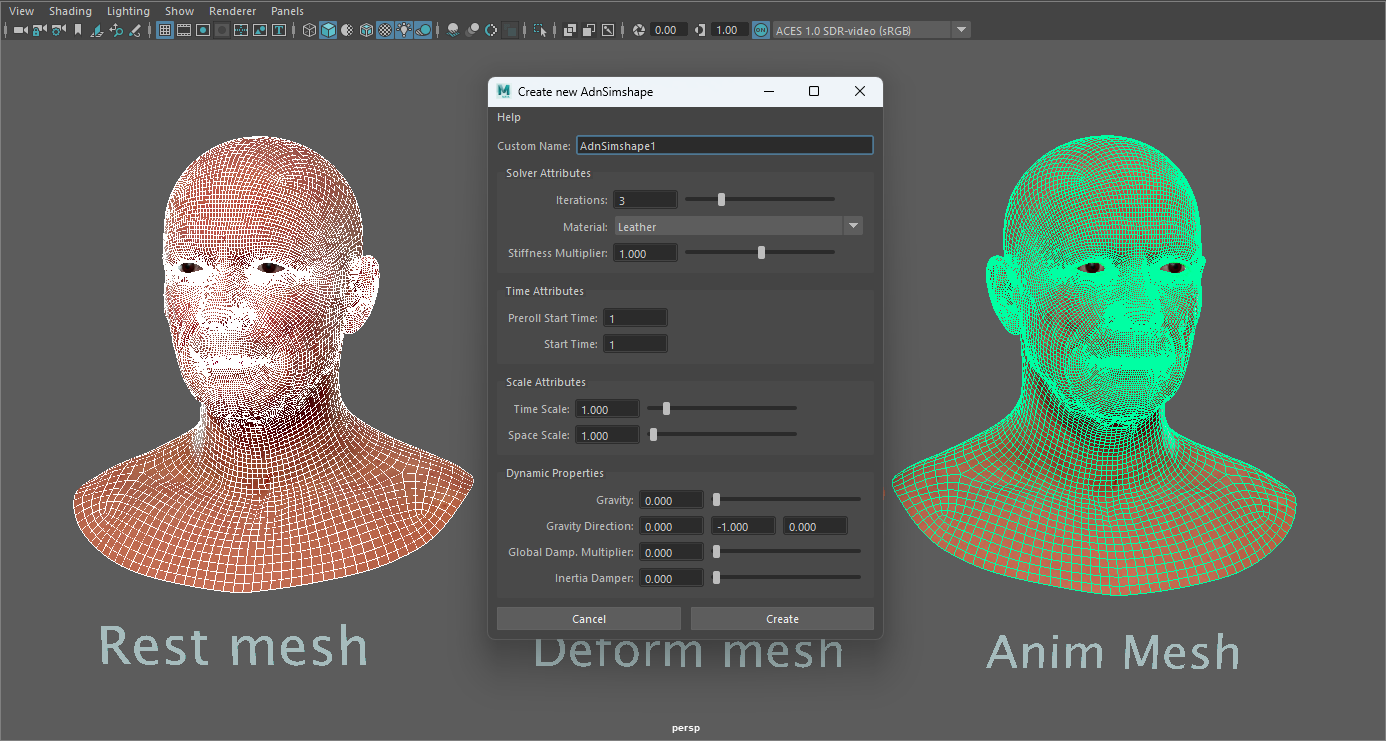 View Shading Lighting Show Renderer Panels
0.00 1.00 ON ACES 1.0 SDR-video (sRGB)
M Create new AdnSimshape
Help
Custom Name: AdnSimshape1
Solver Attributes
Iterations: 3
Material: Leather
Stiffness Multiplier: 1.000
Time Attributes
Preroll Start Time: 1
Start Time: 1
Scale Attributes
Time Scale: 1.000
Space Scale: 1.000
Dynamic Properties
Gravity: 0.000
Gravity Direction: 0.000 -1.000 0.000
Global Damp. Multiplier: 0.000
Inertia Damper: 0.000
Cancel Create
Rest mesh Deform mesh Anim Mesh
persp